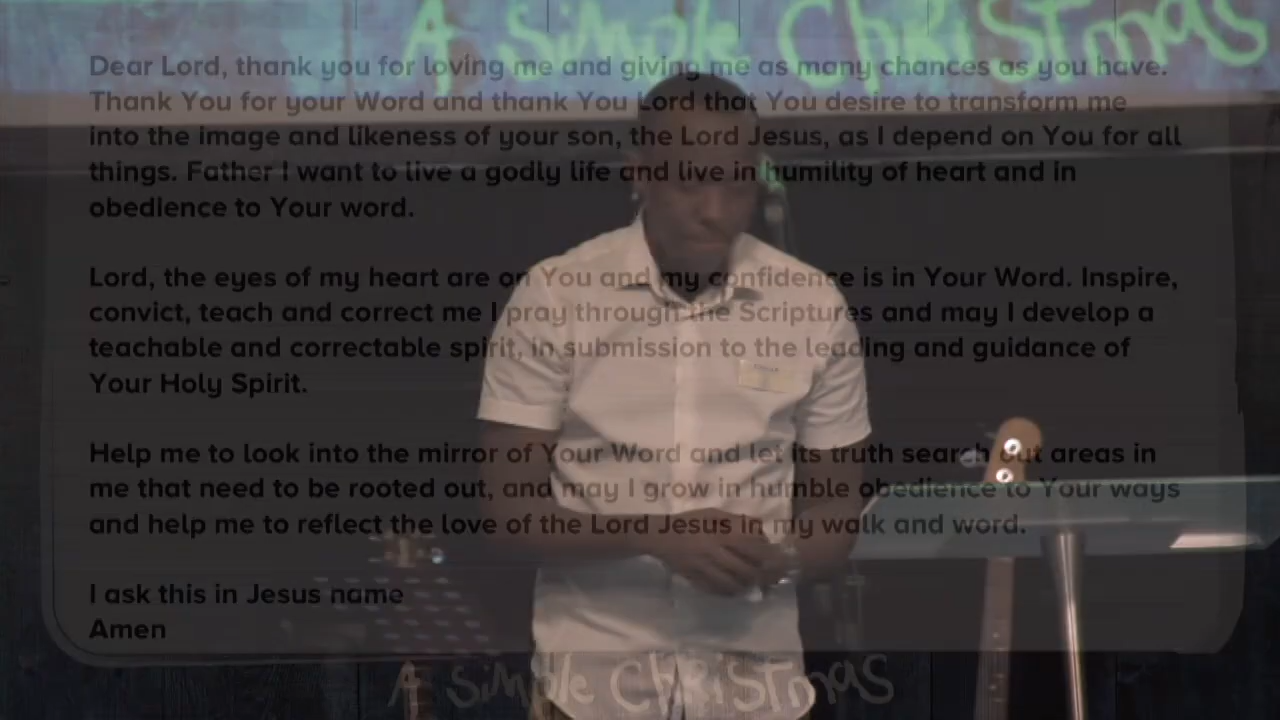 A Simple Christmas
Dear Lord, thank you for loving me and giving me as many chances as you have.
Thank You for your Word and thank You Lord that You desire to transform me
into the image and likeness of your son, the Lord Jesus, as I depend on You for all
things. Father I want to live a godly life and live in humility of heart and in
obedience to Your word.
Lord, the eyes of my heart are on You and my confidence is in Your Word. Inspire,
convict, teach and correct me I pray through the Scriptures and may I develop a
teachable and correctable spirit, in submission to the leading and guidance of
Your Holy Spirit.
Help me to look into the mirror of Your Word and let its truth search out areas in
me that need to be rooted out, and may I grow in humble obedience to Your ways
and help me to reflect the love of the Lord Jesus in my walk and word.
I ask this in Jesus name
Amen
A Simple Christmas